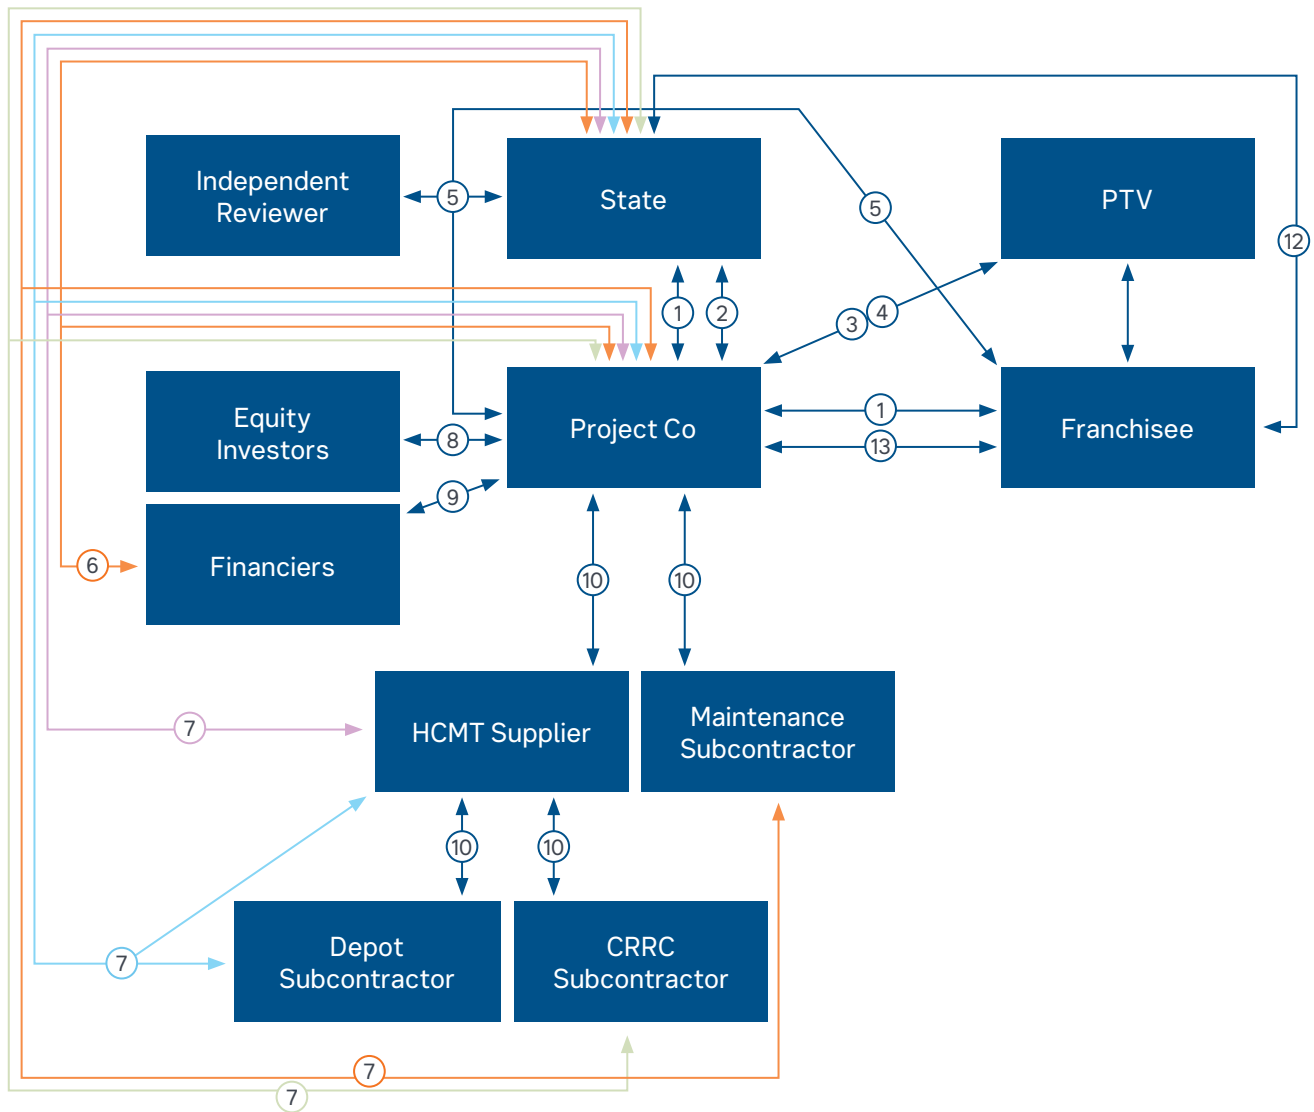 Independent
Reviewer
5
State
5
PTV
12
1
2
3
4
Equity
Investors
8
Project Co
1
13
Franchisee
9
6
Financiers
10
10
7
HCMT Supplier
Maintenance
Subcontractor
10
10
7
Depot
Subcontractor
CRRC
Subcontractor
7
7